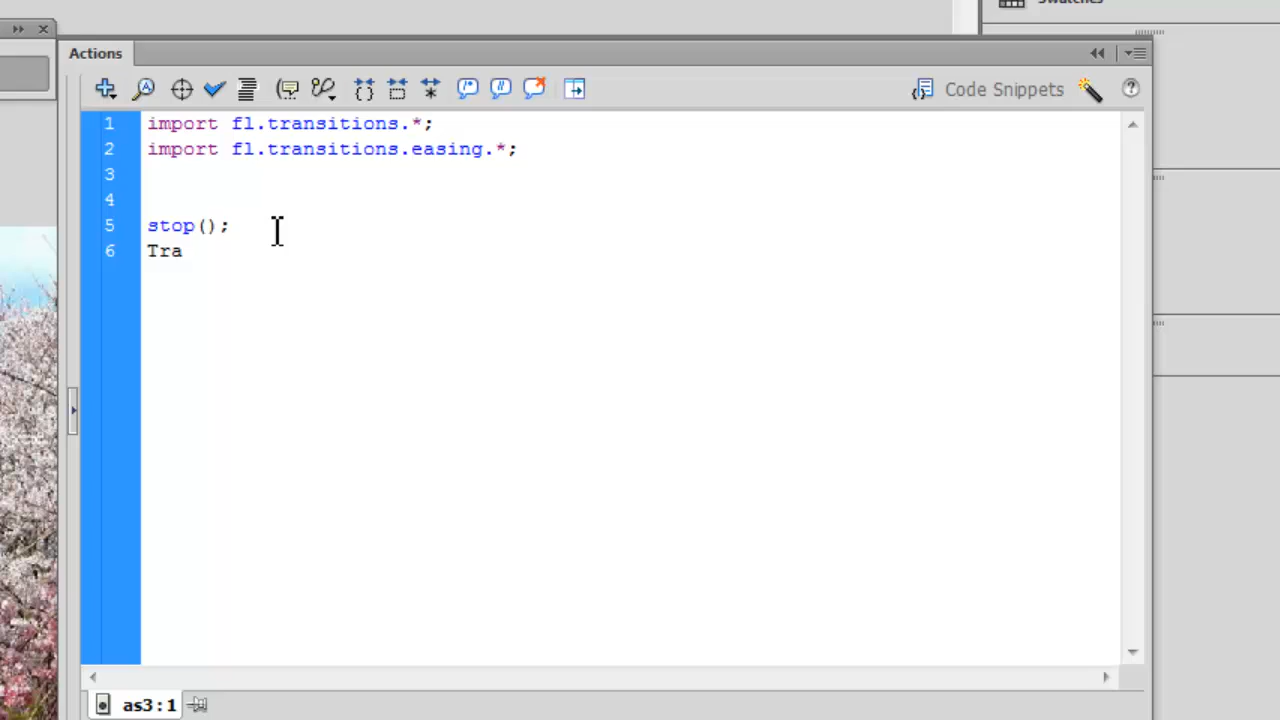 Swatches
Actions
Code Snippets
1 import fl.transitions.*;
2 import fl.transitions.easing.*;
3
4
5 stop();
6 Tra
as3:1